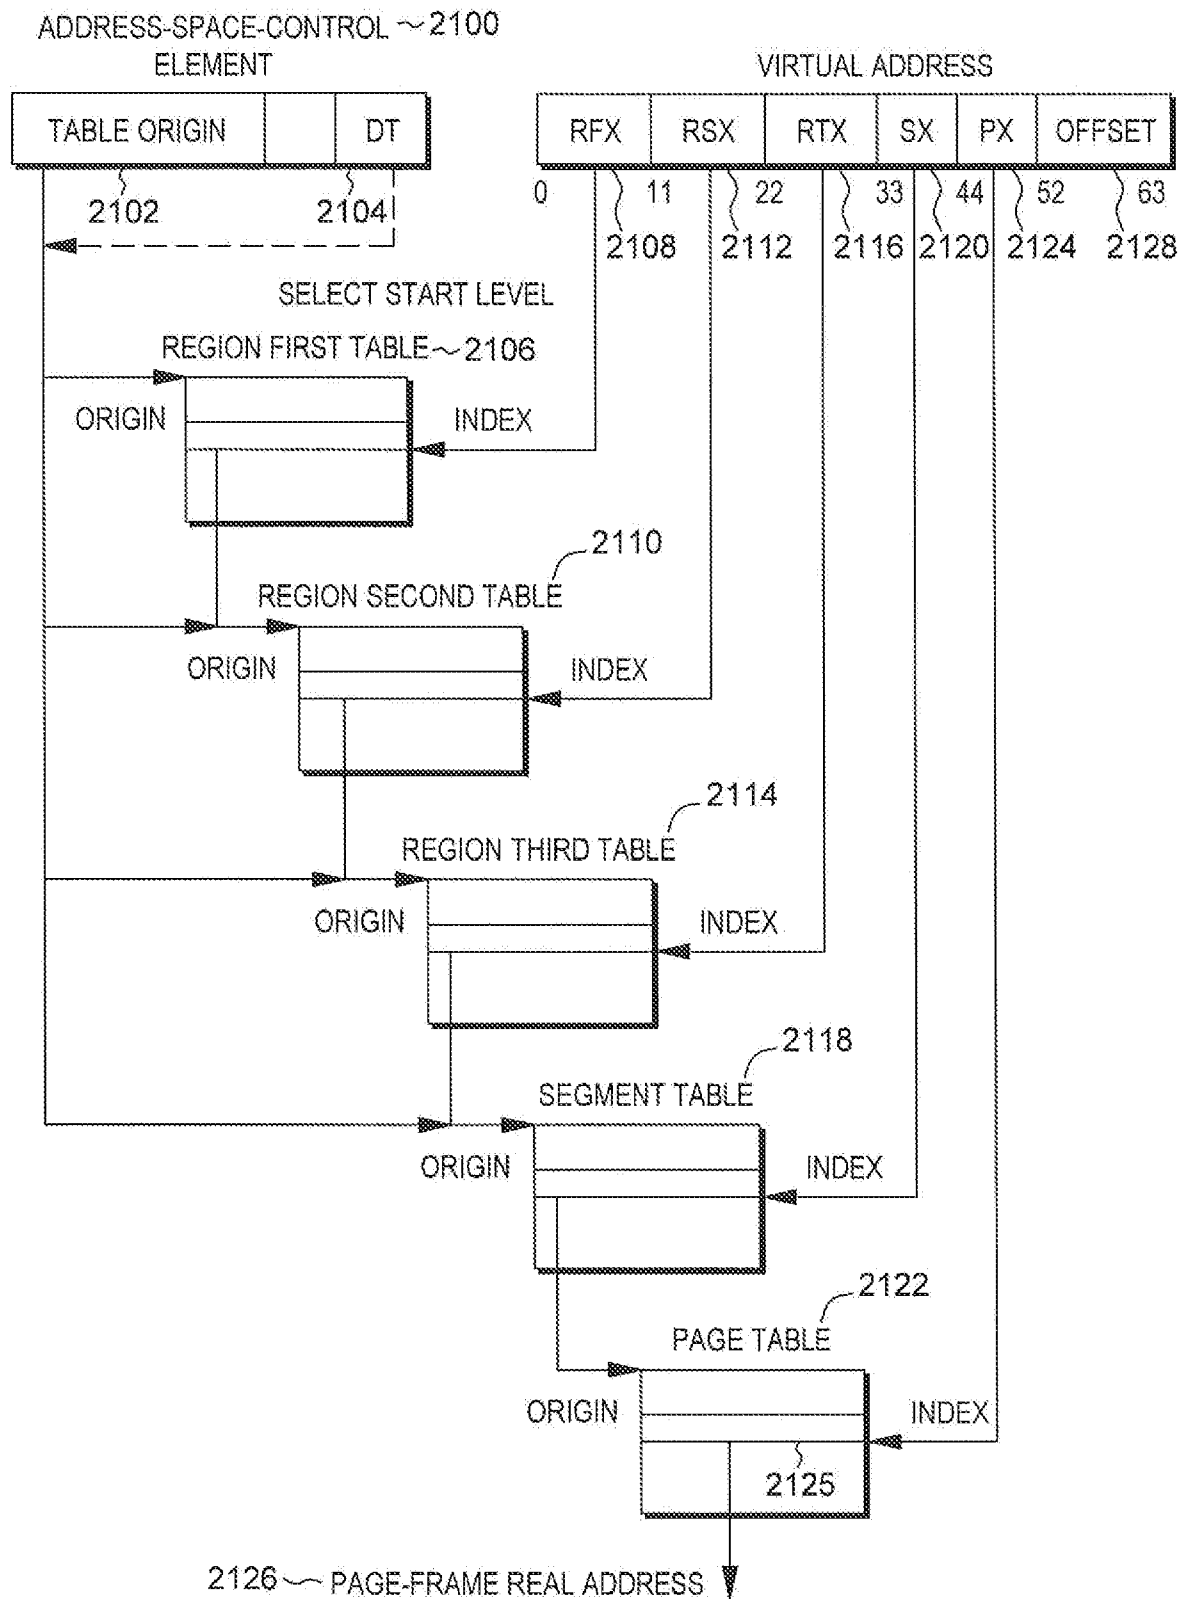 ADDRESS-SPACE-CONTROL 2100
ELEMENT
VIRTUAL ADDRESS
TABLE ORIGIN DT
RFX RSX RTX SX PX OFFSET
0 11 22 33 44 52 63
2102 2104
2108 2112 2116 2120 2124 2128
SELECT START LEVEL
REGION FIRST TABLE 2106
ORIGIN INDEX
2110
REGION SECOND TABLE
ORIGIN INDEX
2114
REGION THIRD TABLE
ORIGIN INDEX
2118
SEGMENT TABLE
ORIGIN INDEX
2122
PAGE TABLE
ORIGIN INDEX
2125
2126 PAGE-FRAME REAL ADDRESS